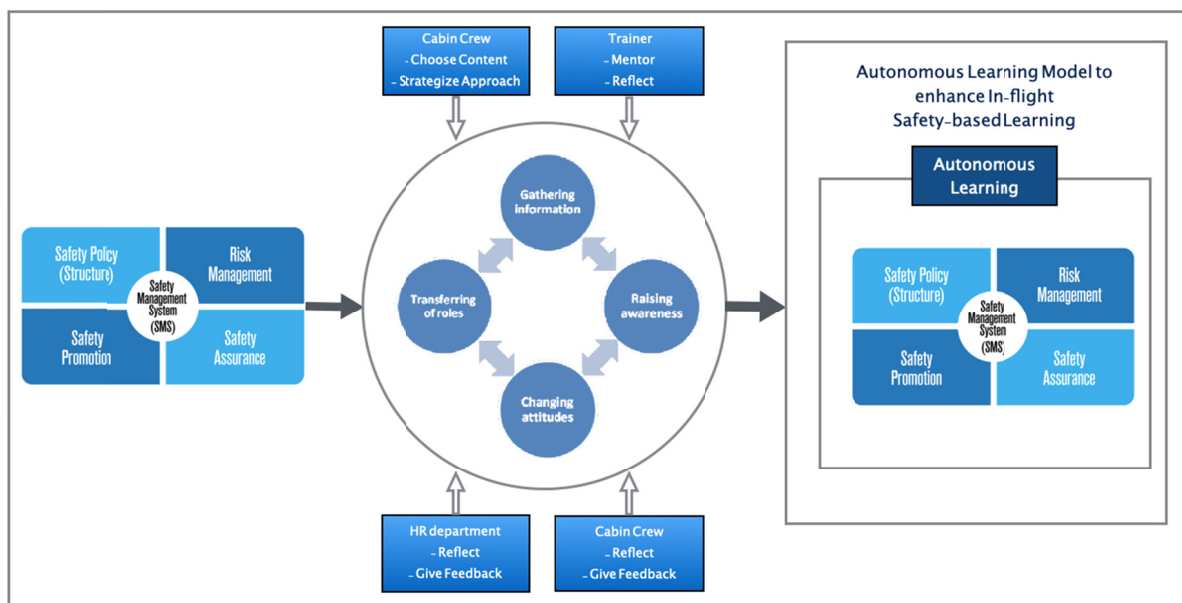 Cabin Crew
- Choose Content
- Strategize Approach
Trainer
- Mentor
- Reflect
Autonomous Learning Model to
enhance In-flight
Safety-based Learning
Autonomous
Learning
Gathering
information
Transferring
of roles
Raising
awareness
Changing
attitudes
Safety Policy
(Structure)
Risk
Management
Safety
Management
System
(SMS)
Safety
Promotion
Safety
Assurance
Safety Policy
(Structure)
Risk
Management
Safety
Management
System
(SMS)
Safety
Promotion
Safety
Assurance
HR department
- Reflect
- Give Feedback
Cabin Crew
- Reflect
- Give Feedback